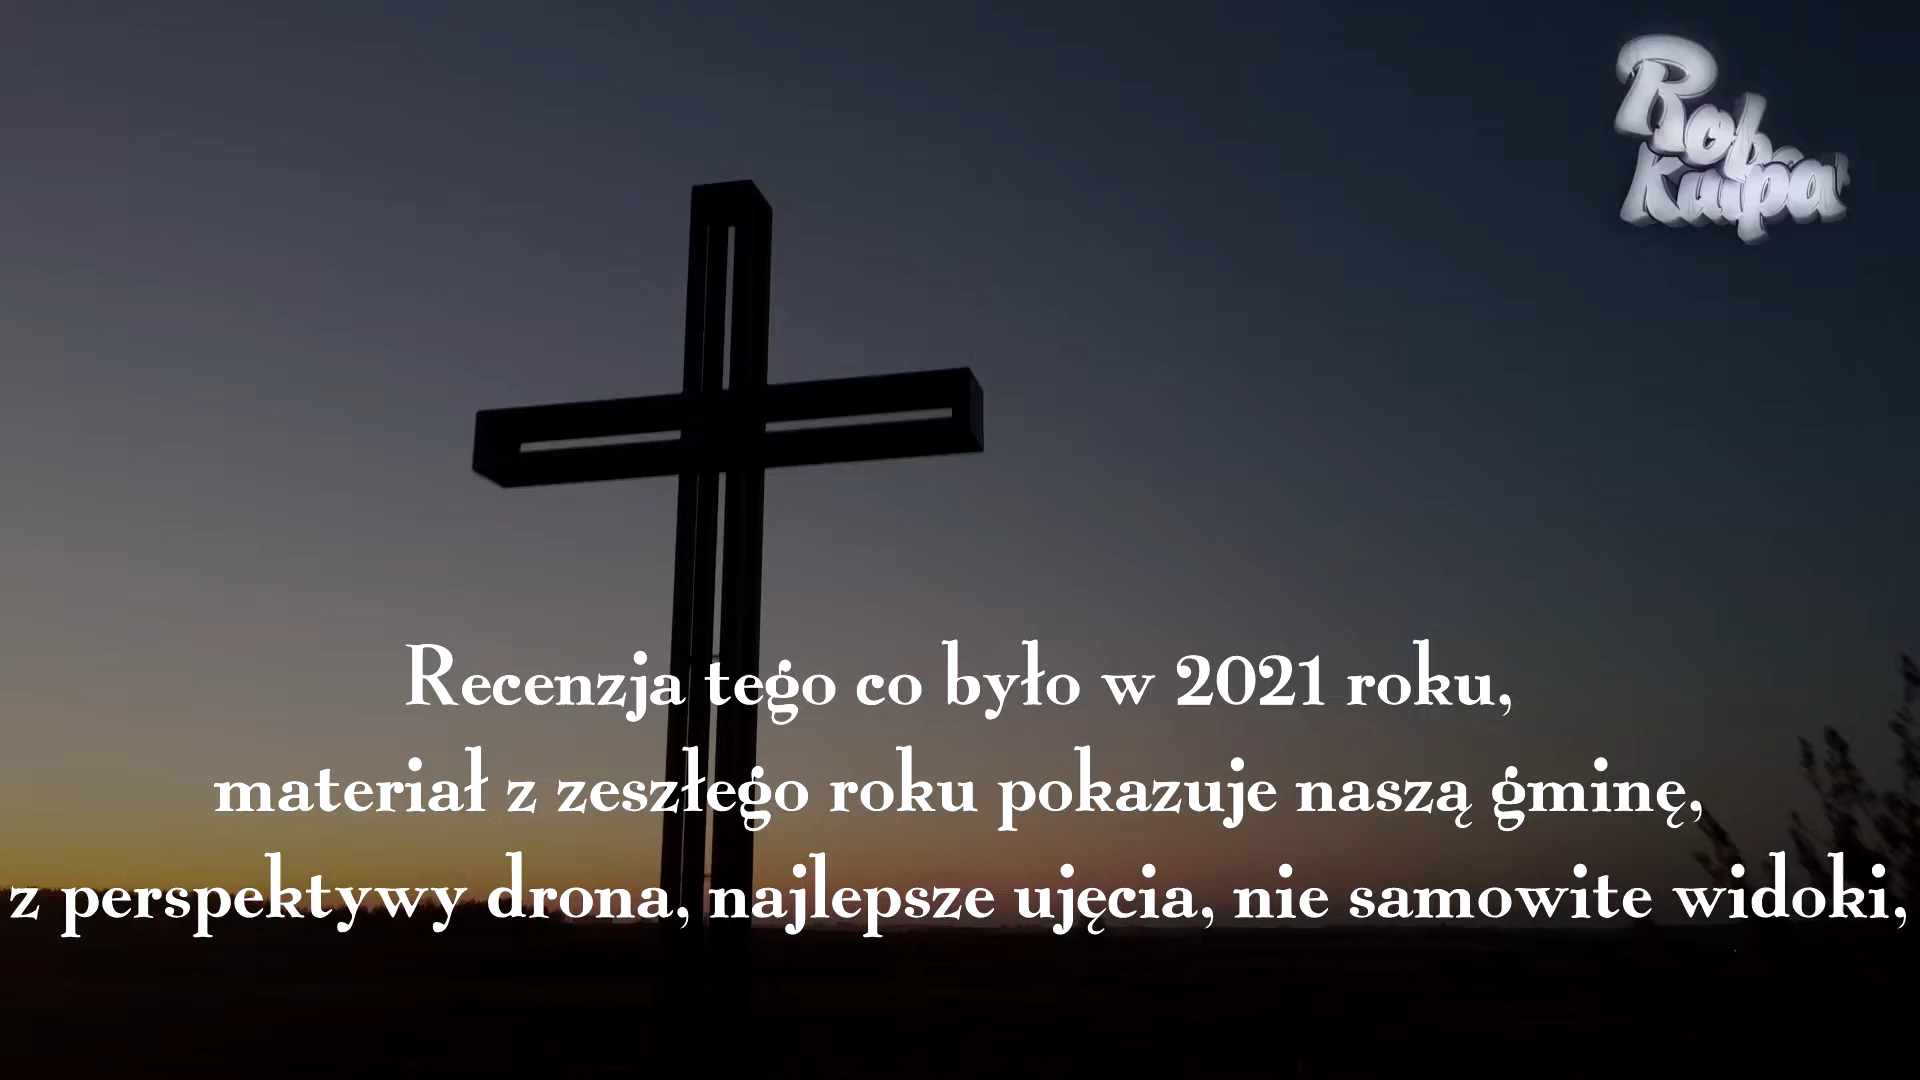 Rob
Kulpa
Recenzja tego co było w 2021 roku,
materiał z zeszłego roku pokazuje naszą gminę,
z perspektywy drona, najlepsze ujęcia, nie samowite widoki,